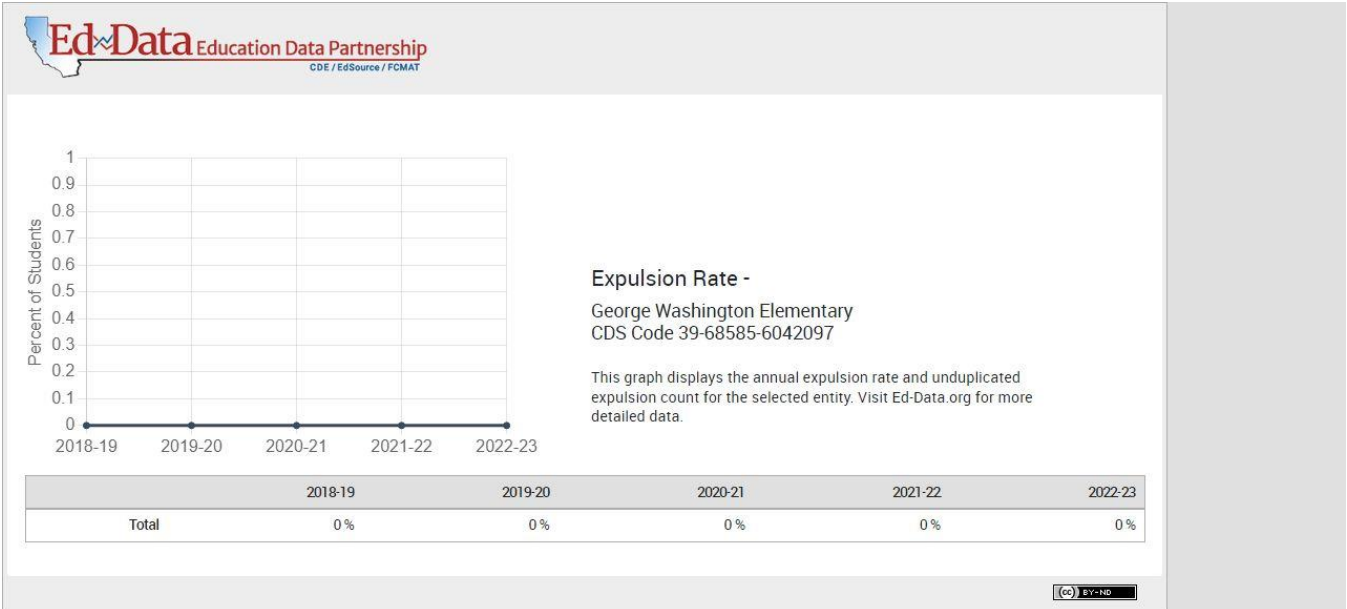 Ed Data Education Data Partnership
CDE / EdSource / FCMAT
1
0.9
0.8
0.7
0.6
0.5
0.4
0.3
0.2
0.1
0
Percent of Students
2018-19 2019-20 2020-21 2021-22 2022-23
Expulsion Rate -
George Washington Elementary
CDS Code 39-68585-6042097
This graph displays the annual expulsion rate and unduplicated
expulsion count for the selected entity. Visit Ed-Data.org for more
detailed data.
2018-19 2019-20 2020-21 2021-22 2022-23
Total 0 % 0 % 0 % 0 % 0 %
(cc) BY-ND